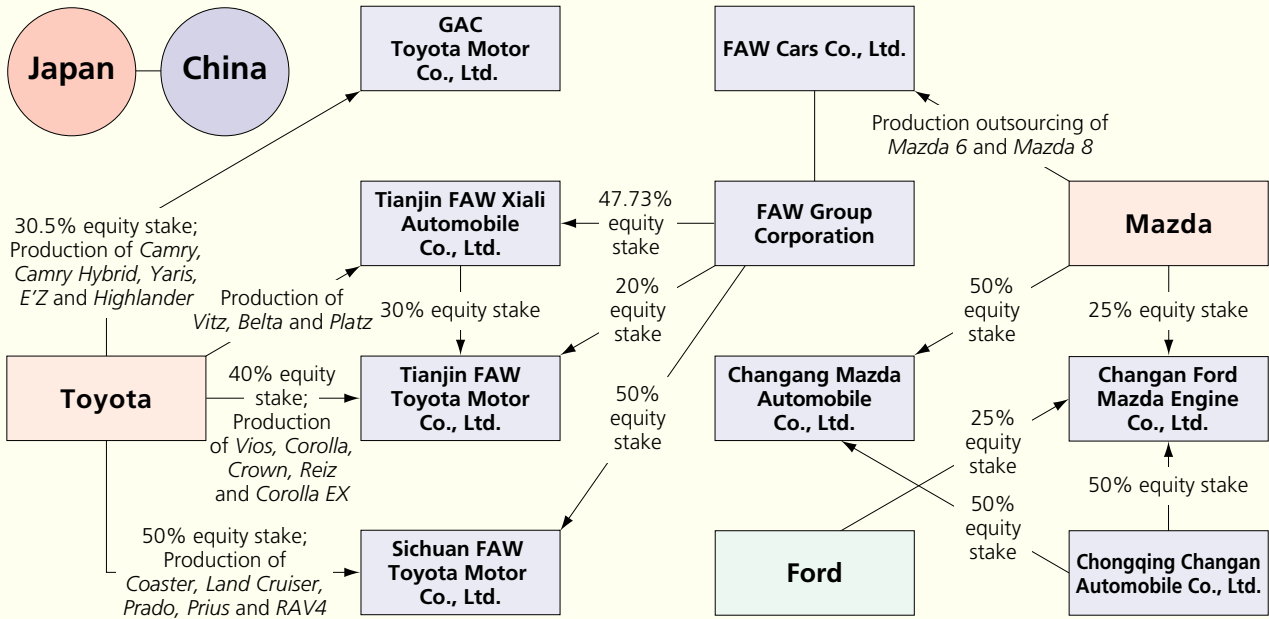 Japan
China
GAC
Toyota Motor
Co., Ltd.
FAW Cars Co., Ltd.
Production outsourcing of
Mazda 6 and Mazda 8
30.5% equity stake;
Production of Camry,
Camry Hybrid, Yaris,
E'Z and Highlander
Tianjin FAW Xiali
Automobile
Co., Ltd.
47.73%
equity
stake
FAW Group
Corporation
Mazda
Production of
Vitz, Belta and Platz
30% equity stake
20%
equity
stake
50%
equity
stake
25% equity stake
Toyota
40% equity
stake;
Production
of Vios, Corolla,
Crown, Reiz
and Corolla EX
Tianjin FAW
Toyota Motor
Co., Ltd.
50%
equity
stake
Changang Mazda
Automobile
Co., Ltd.
Changan Ford
Mazda Engine
Co., Ltd.
25%
equity
stake
50%
equity
stake
50% equity stake
50% equity stake;
Production of
Coaster, Land Cruiser,
Prado, Prius and RAV4
Sichuan FAW
Toyota Motor
Co., Ltd.
Ford
Chongqing Changan
Automobile Co., Ltd.